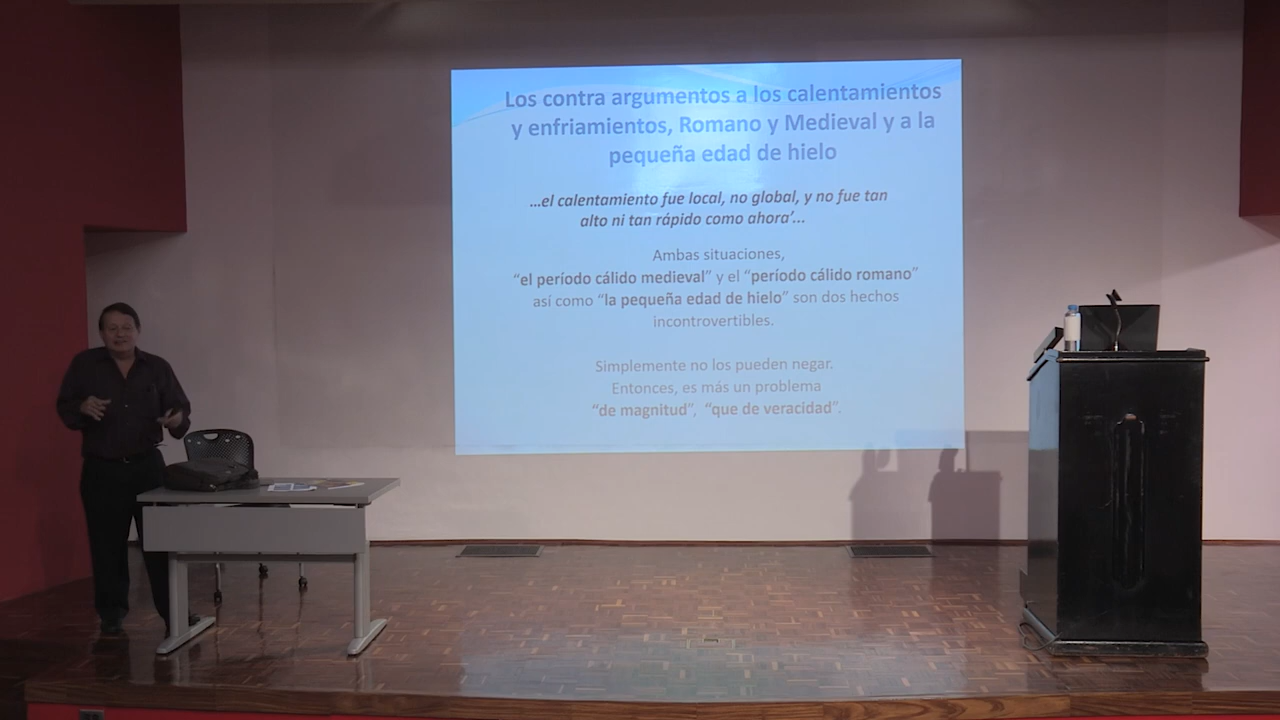 Los contra argumentos a los calentamientos
y enfriamientos, Romano y Medieval y a la
pequeña edad de hielo
...el calentamiento fue local, no global, y no fue tan
alto ni tan rápido como ahora’...
Ambas situaciones,
“el período cálido medieval” y el “período cálido romano”
así como “la pequeña edad de hielo” son dos hechos
incontrovertibles.
Simplemente no los pueden negar.
Entonces, es más un problema
“de magnitud”, “que de veracidad”.